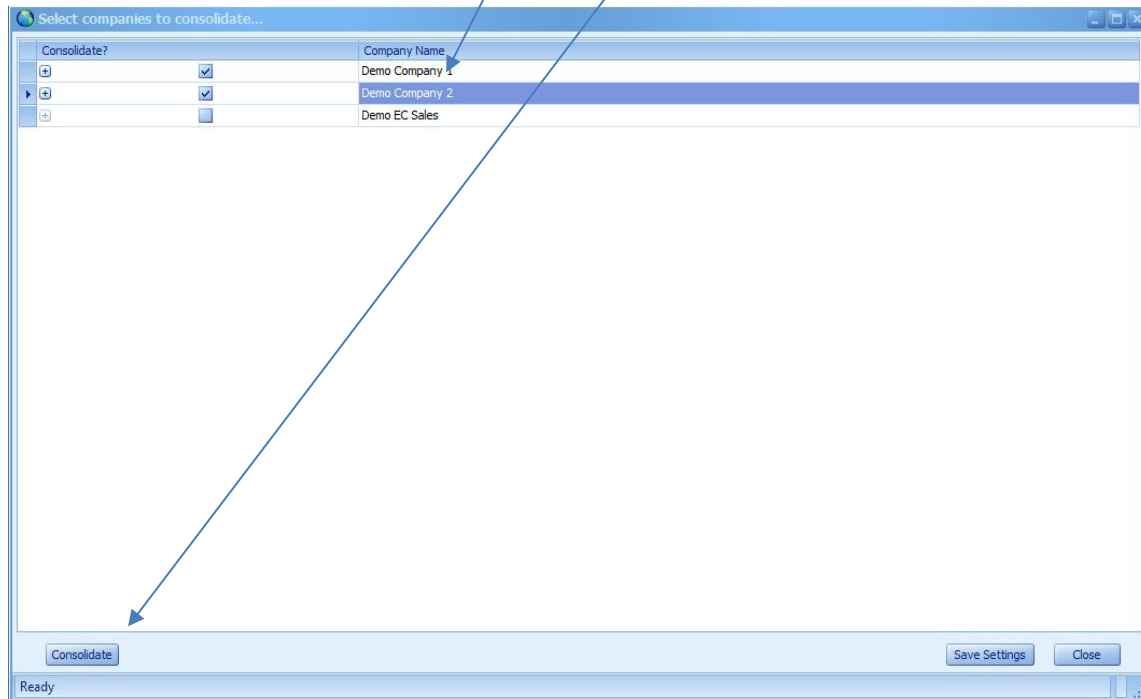 Select companies to consolidate...
Consolidate? Company Name
Demo Company 1
Demo Company 2
Demo EC Sales
Consolidate Save Settings Close
Ready